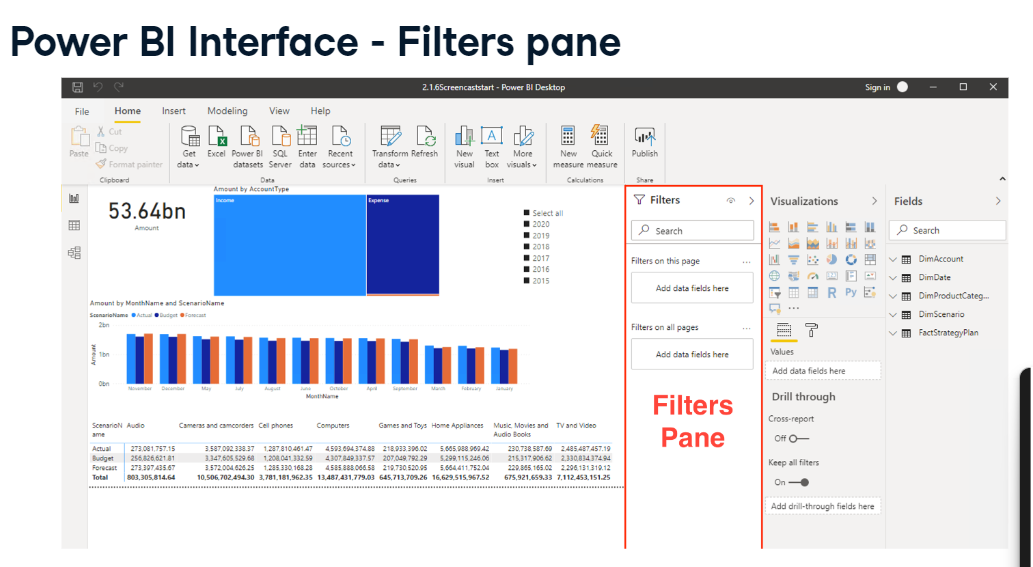 Power BI Interface - Filters pane
2.1.6Screencaststart - Power BI Desktop
Sign in
File Home Insert Modeling View Help
Paste
Cut
Copy
Format painter
Clipboard
Get data
Excel
Power BI datasets
SQL Server
Enter data
Recent sources
Data
Transform data
Refresh
Queries
New visual
Text box
More visuals
Insert
New measure
Quick measure
Calculations
Publish
Share
53.64bn
Amount
Amount by AccountType
Income
Expense
Select all
2020
2019
2018
2017
2016
2015
Amount by MonthName and ScenarioName
ScenarioName Actual Budget Forecast
2bn
1bn
0bn
Amount
November December May July August June October April September March February January
MonthName
ScenarioN Audio Cameras and camcorders Cell phones Computers Games and Toys Home Appliances Music, Movies and TV and Video
ame Audio Books
Actual 273,081,757.15 3,587,092,338.37 1,287,810,461.47 4,593,694,374.88 218,933,396.02 5,665,988,969.42 230,738,587.69 2,485,487,457.19
Budget 256,826,621.81 3,347,605,529.68 1,208,041,332.59 4,307,849,337.57 207,049,792.29 5,299,115,246.06 215,317,906.62 2,330,834,374.94
Forecast 273,397,435.67 3,572,004,626.25 1,285,330,168.28 4,585,888,066.58 219,730,520.95 5,664,411,752.04 229,865,165.02 2,296,131,319.12
Total 803,305,814.64 10,506,702,494.30 3,781,181,962.35 13,487,431,779.03 645,713,709.26 16,629,515,967.52 675,921,659.33 7,112,453,151.25
Filters
Search
Filters on this page
Add data fields here
Filters on all pages
Add data fields here
Filters
Pane
Visualizations
R Py
Values
Add data fields here
Drill through
Cross-report
Off
Keep all filters
On
Add drill-through fields here
Fields
Search
DimAccount
DimDate
DimProductCateg...
DimScenario
FactStrategyPlan